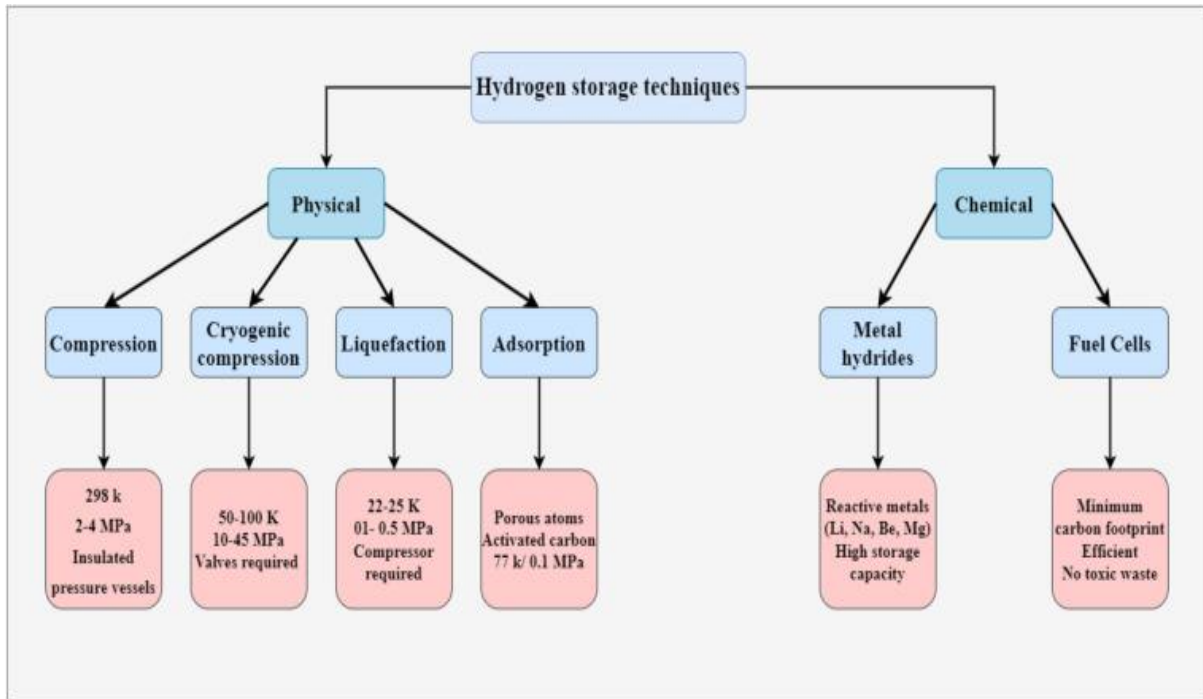 Hydrogen storage techniques
Physical
Chemical
Compression
Cryogenic
compression
Liquefaction
Adsorption
Metal
hydrides
Fuel Cells
298 k
2-4 MPa
Insulated
pressure vessels
50-100 K
10-45 MPa
Valves required
22-25 K
01- 0.5 MPa
Compressor
required
Porous atoms
Activated carbon
77 k/ 0.1 MPa
Reactive metals
(Li, Na, Be, Mg)
High storage
capacity
Minimum
carbon footprint
Efficient
No toxic waste